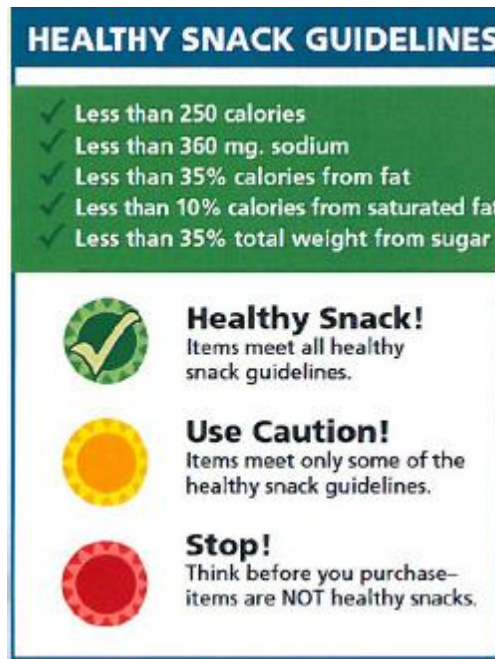 HEALTHY SNACK GUIDELINES
Less than 250 calories
Less than 360 mg. sodium
Less than 35% calories from fat
Less than 10% calories from saturated fat
Less than 35% total weight from sugar
Healthy Snack!
Items meet all healthy
snack guidelines.
Use Caution!
Items meet only some of the
healthy snack guidelines.
Stop!
Think before you purchase–
items are NOT healthy snacks.